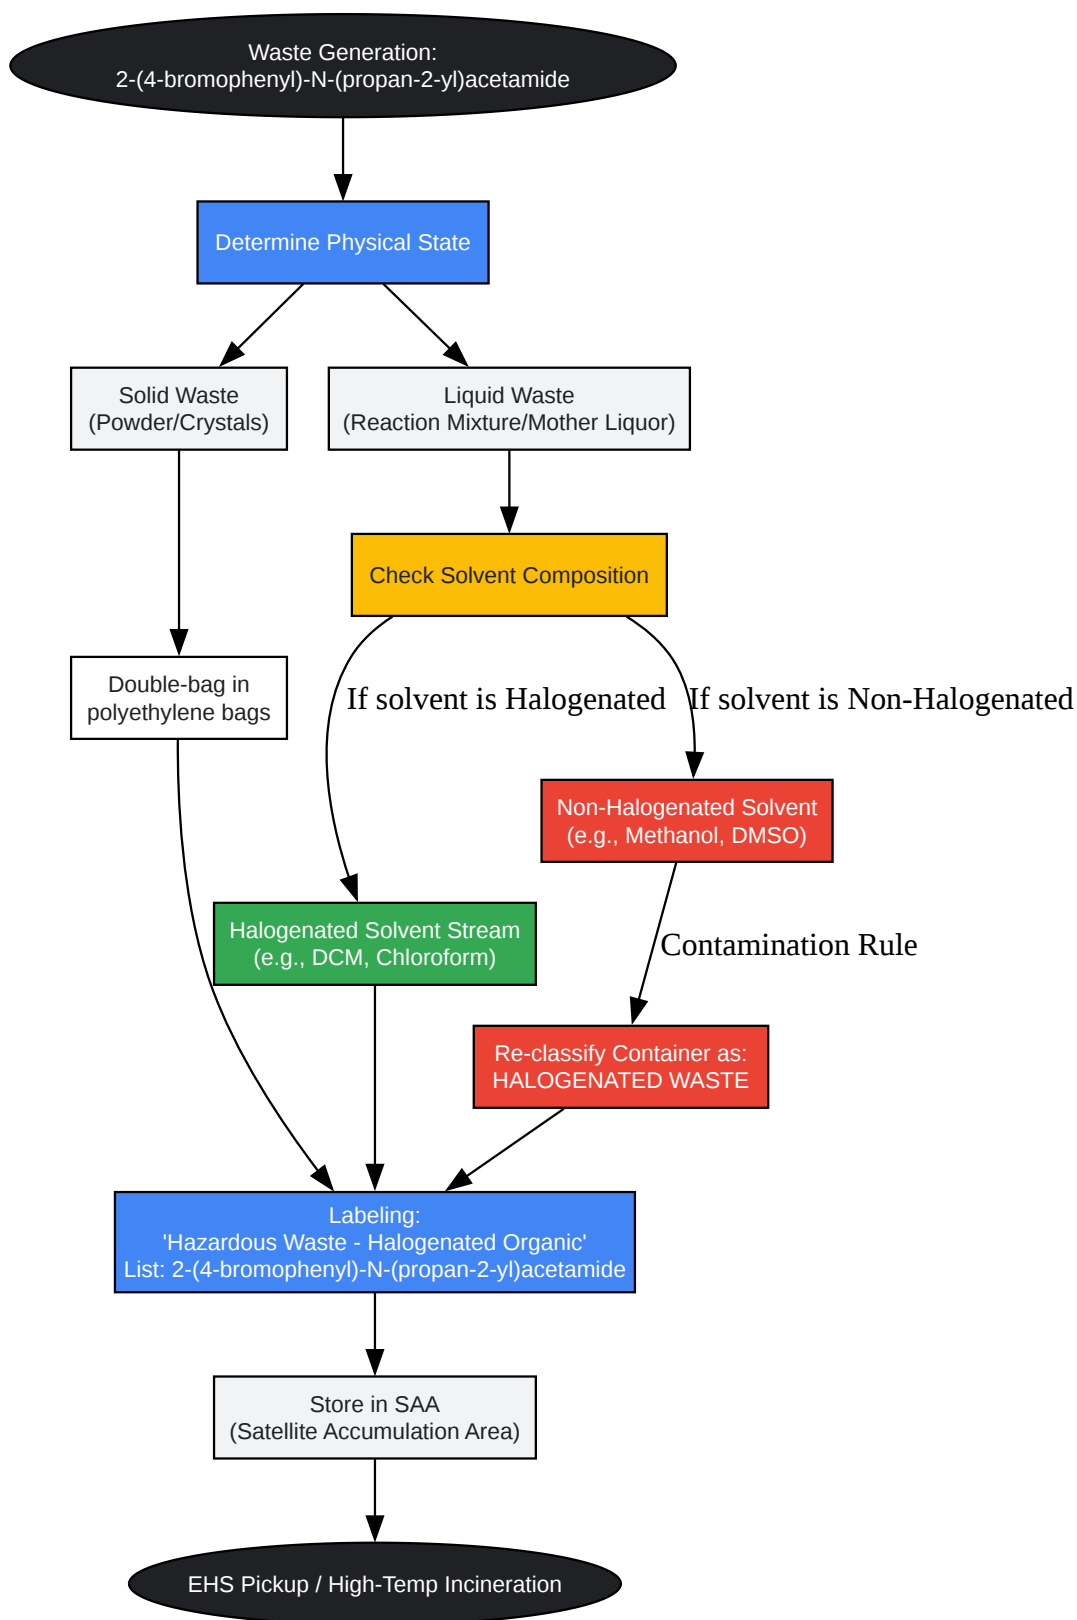 Waste Generation:
2-(4-bromophenyl)-N-(propan-2-yl)acetamide
Determine Physical State
Solid Waste
(Powder/Crystals)
Liquid Waste
(Reaction Mixture/Mother Liquor)
Check Solvent Composition
Double-bag in
polyethylene bags
If solvent is Halogenated
If solvent is Non-Halogenated
Non-Halogenated Solvent
(e.g., Methanol, DMSO)
Halogenated Solvent Stream
(e.g., DCM, Chloroform)
Contamination Rule
Re-classify Container as:
HALOGENATED WASTE
Labeling:
'Hazardous Waste - Halogenated Organic'
List: 2-(4-bromophenyl)-N-(propan-2-yl)acetamide
Store in SAA
(Satellite Accumulation Area)
EHS Pickup / High-Temp Incineration